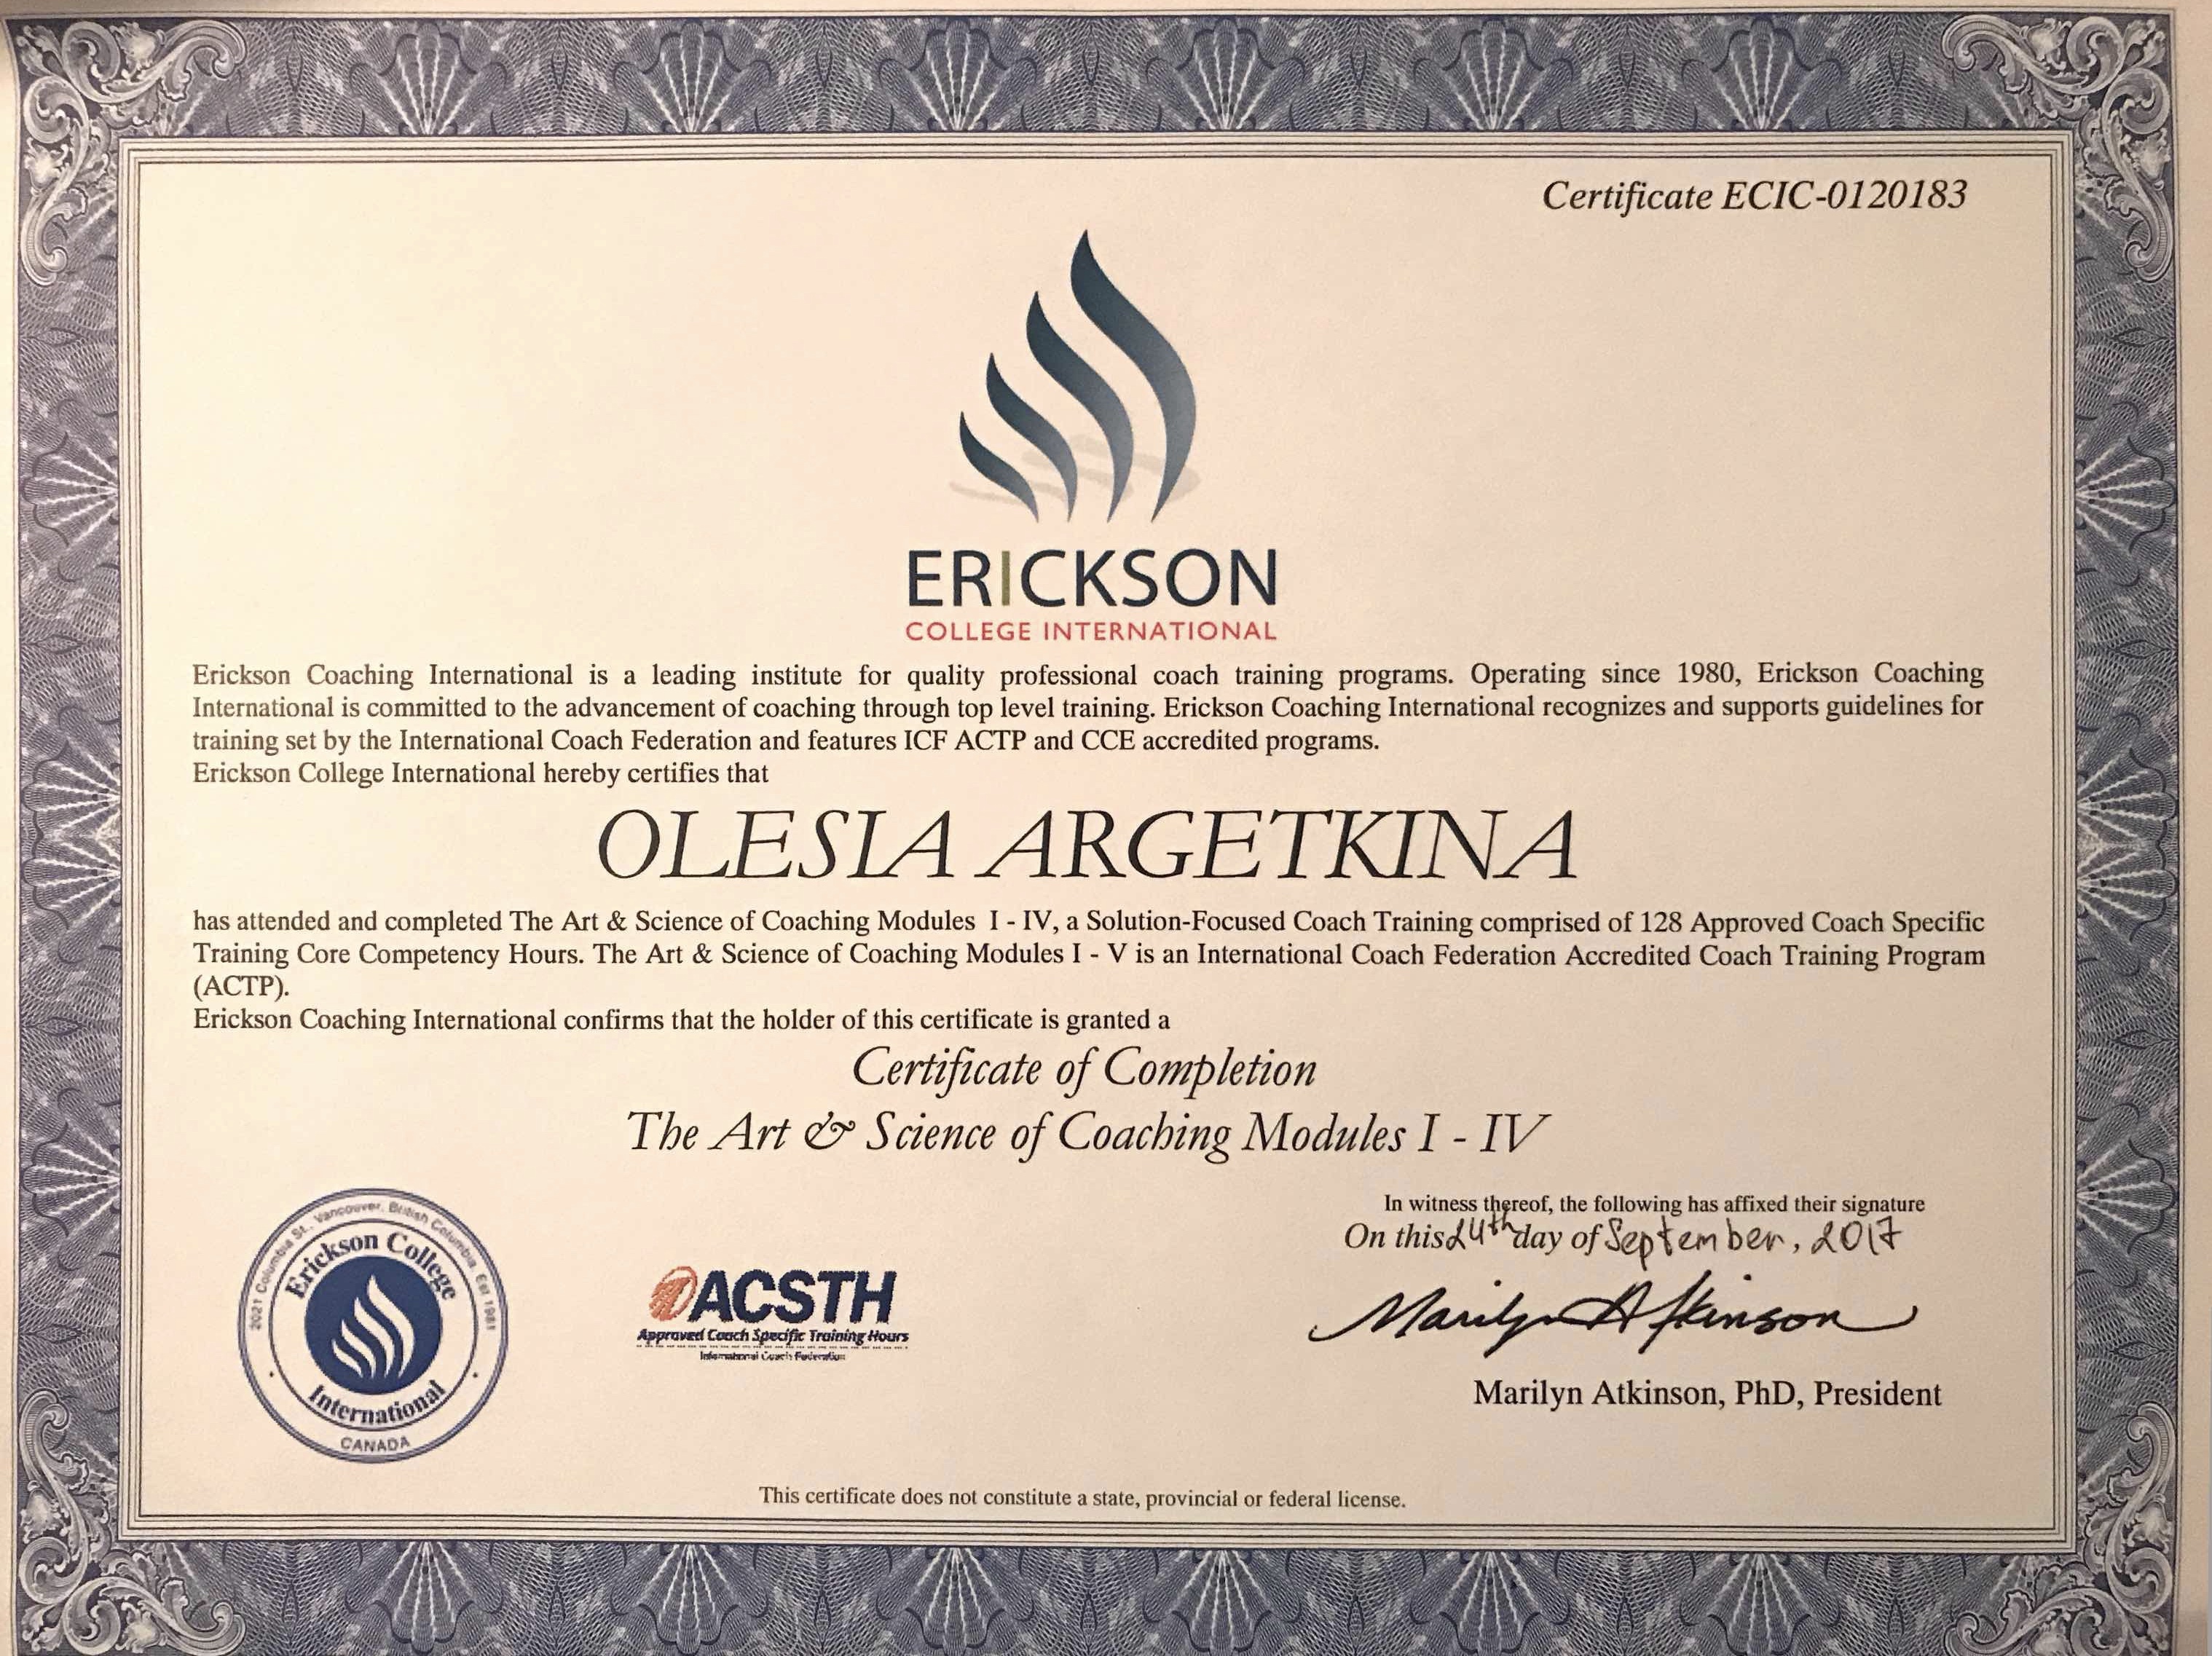 Certificate ECIC-0120183
ERICKSON
COLLEGE INTERNATIONAL
Erickson Coaching International is a leading institute for quality professional coach training programs. Operating since 1980, Erickson Coaching
International is committed to the advancement of coaching through top level training. Erickson Coaching International recognizes and supports guidelines for
training set by the International Coach Federation and features ICF ACTP and CCE accredited programs.
Erickson College International hereby certifies that
OLESIA ARGETKINA
has attended and completed The Art & Science of Coaching Modules I - IV, a Solution-Focused Coach Training comprised of 128 Approved Coach Specific
Training Core Competency Hours. The Art & Science of Coaching Modules I - V is an International Coach Federation Accredited Coach Training Program
(ACTP).
Erickson Coaching International confirms that the holder of this certificate is granted a
Certificate of Completion
The Art & Science of Coaching Modules I - IV
In witness thereof, the following has affixed their signature
On this 24th day of September, 2017
Marilyn Atkinson
Marilyn Atkinson, PhD, President
2021 Columbia St., Vancouver, British Columbia, Est 1981
Erickson College
International
CANADA
ACSTH
Approved Coach Specific Training Hours
International Coach Federation
This certificate does not constitute a state, provincial or federal license.